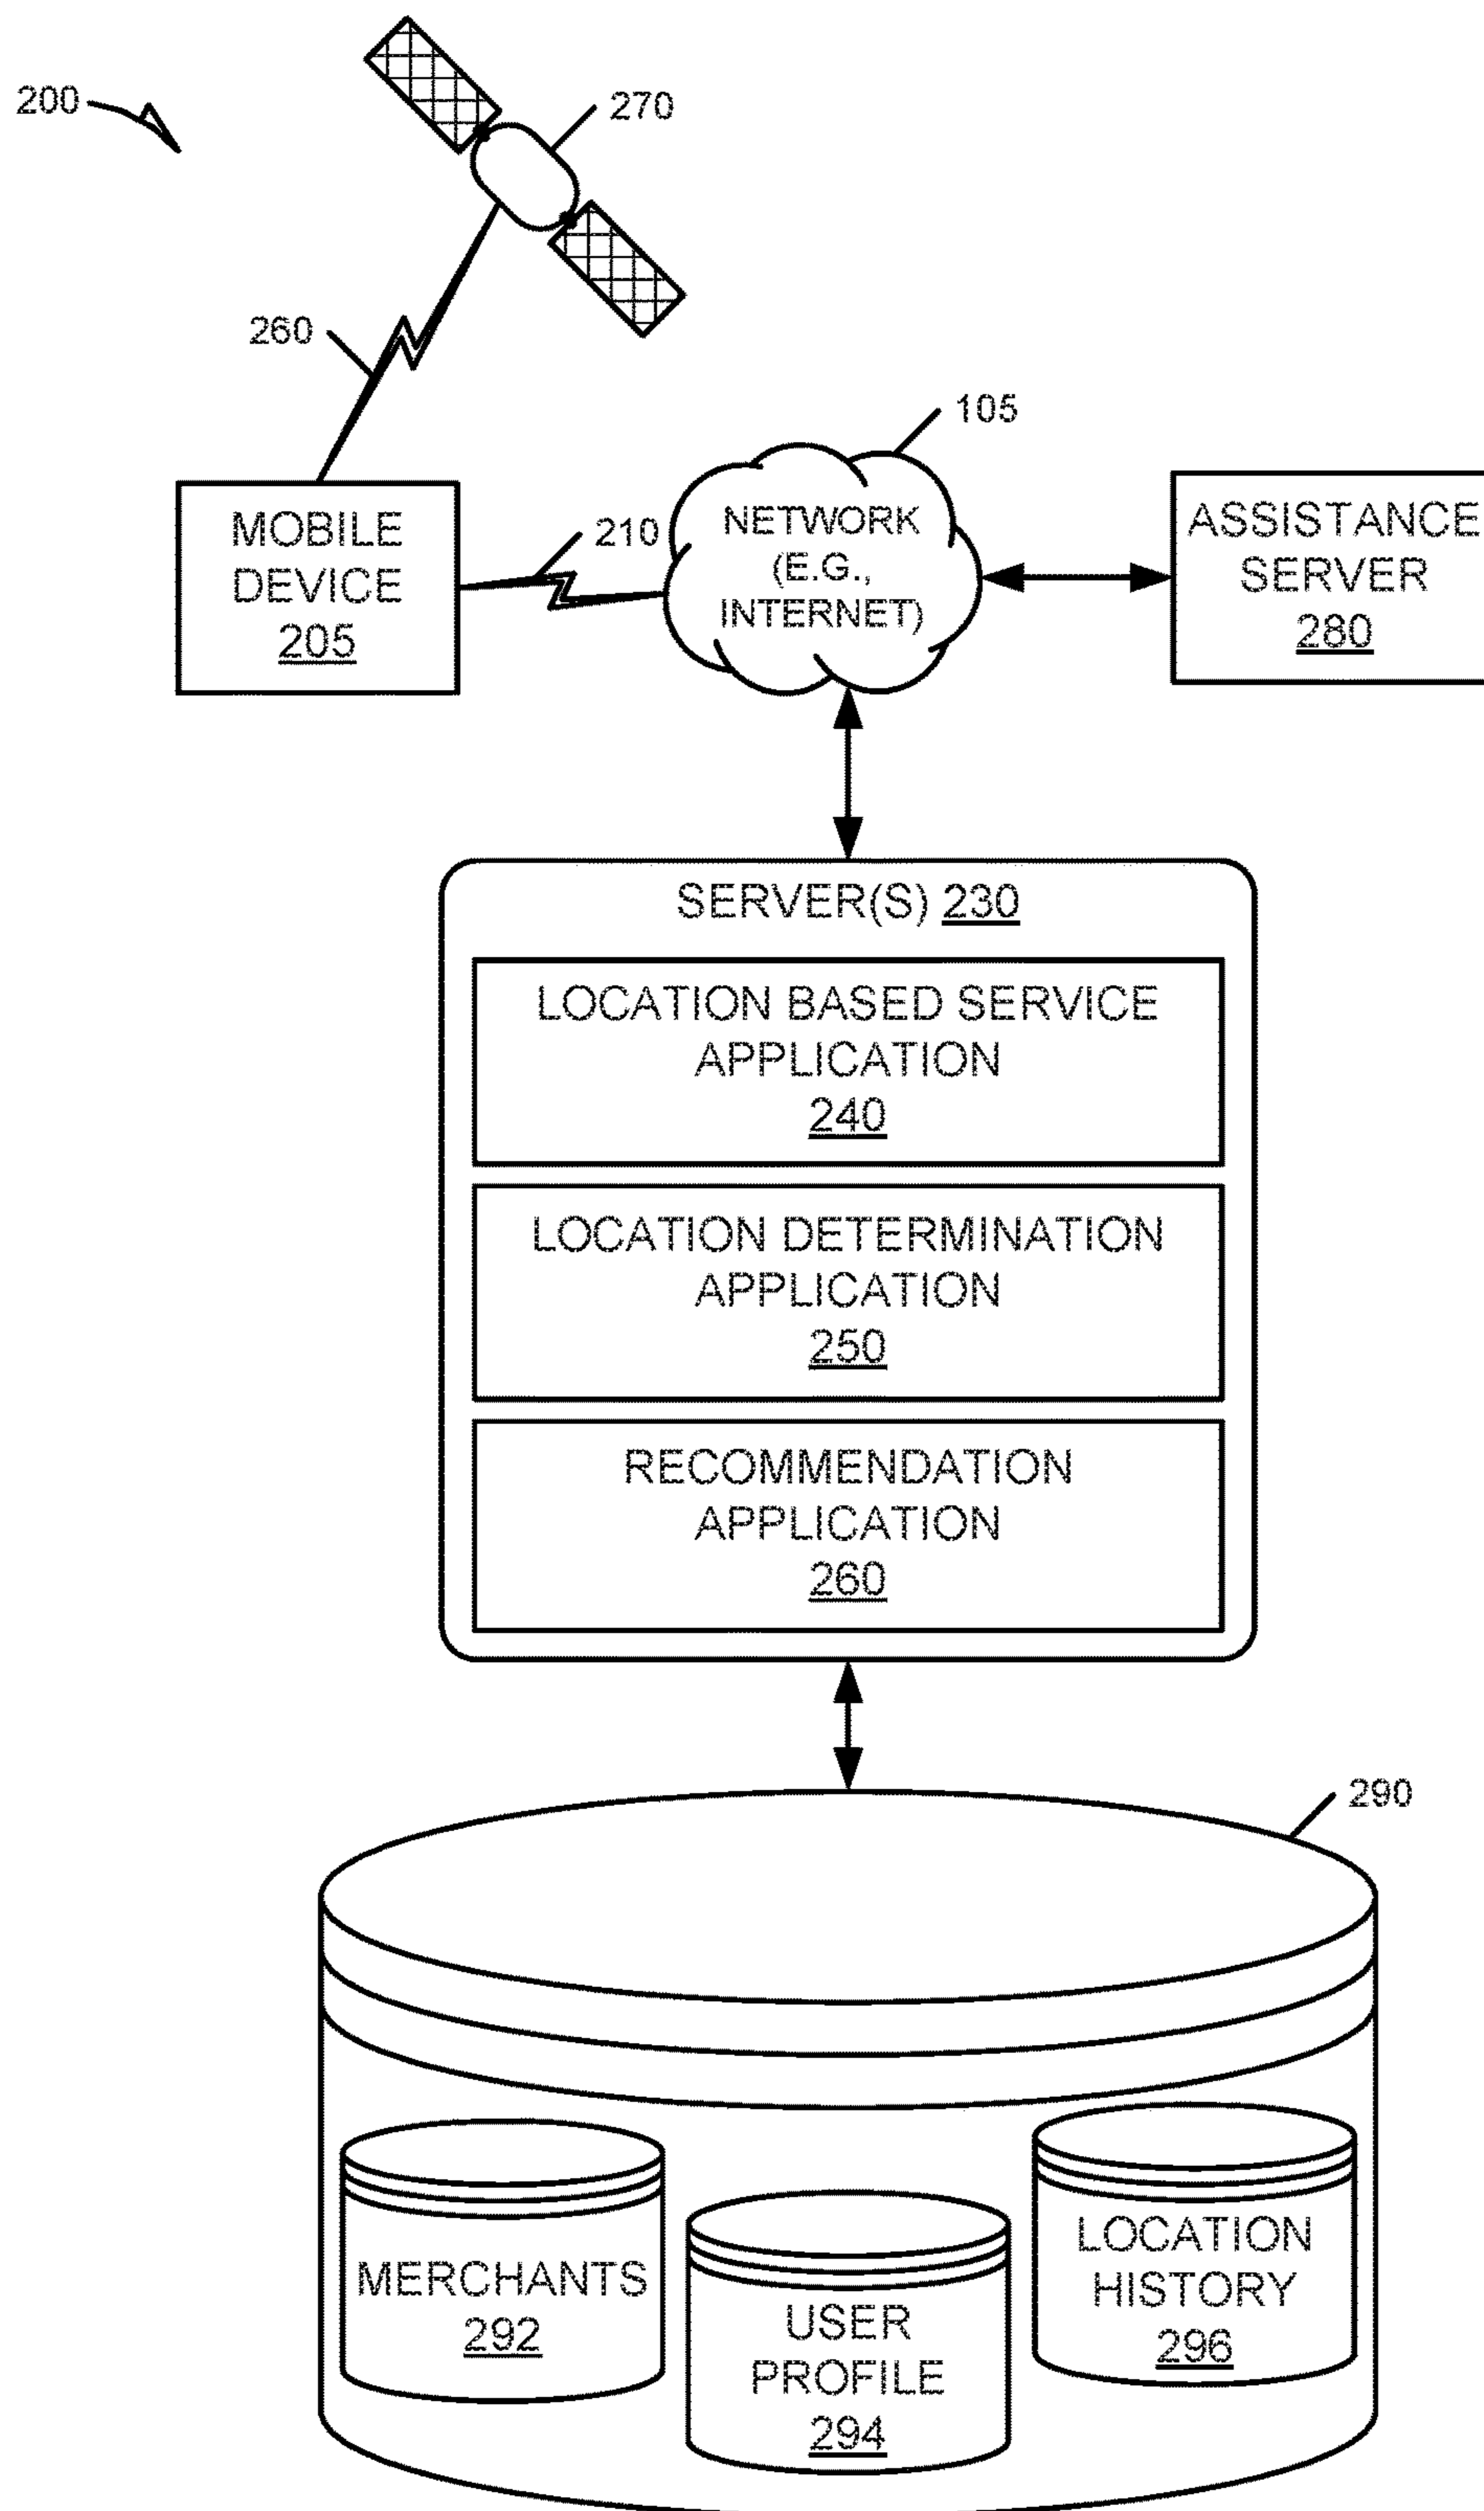 200
270
260
105
MOBILE
DEVICE
205
210
NETWORK
(E.G.,
INTERNET)
ASSISTANCE
SERVER
280
SERVER(S) 230
LOCATION BASED SERVICE
APPLICATION
240
LOCATION DETERMINATION
APPLICATION
250
RECOMMENDATION
APPLICATION
260
290
MERCHANTS
292
USER
PROFILE
294
LOCATION
HISTORY
296